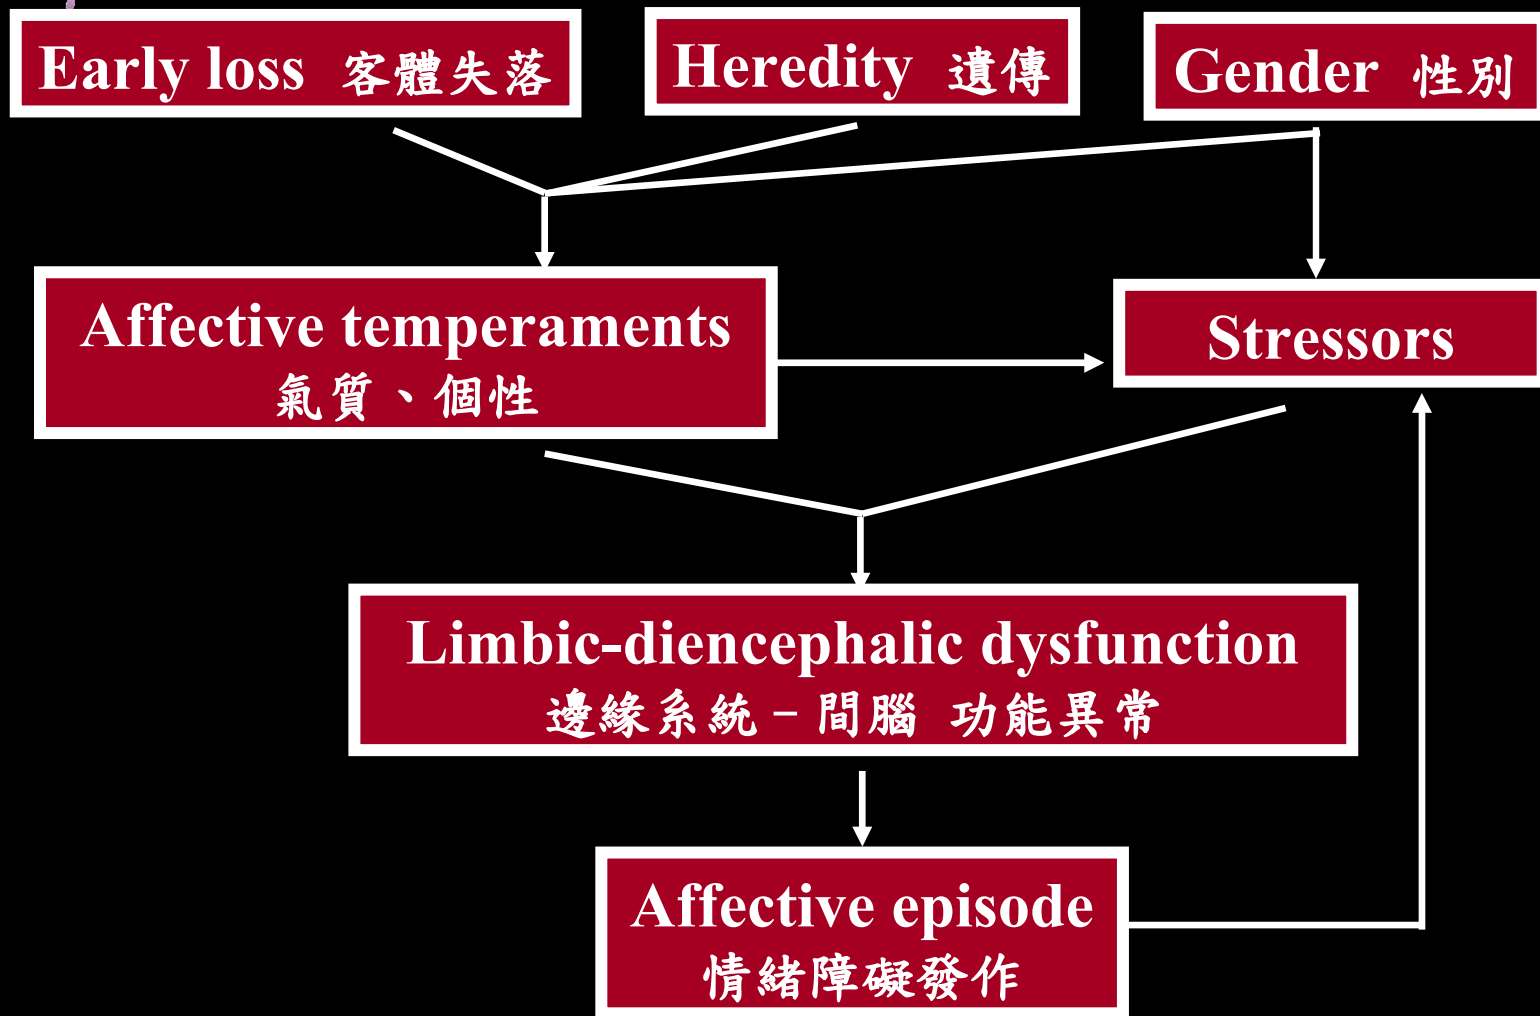 Early loss 客體失落
Heredity 遺傳
Gender 性別
Affective temperaments
氣質、個性
Stressors
Limbic-diencephalic dysfunction
邊緣系統–間腦 功能異常
Affective episode
情緒障礙發作